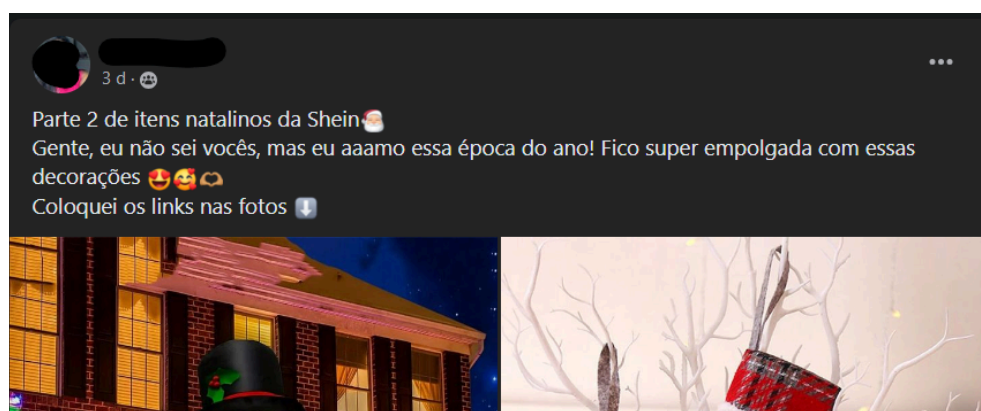 3 d ·
Parte 2 de itens natalinos da Shein🎅
Gente, eu não sei vocês, mas eu aaamo essa época do ano! Fico super empolgada com essas
decorações 🤩🥰🫶🏽
Coloquei os links nas fotos ⬇️